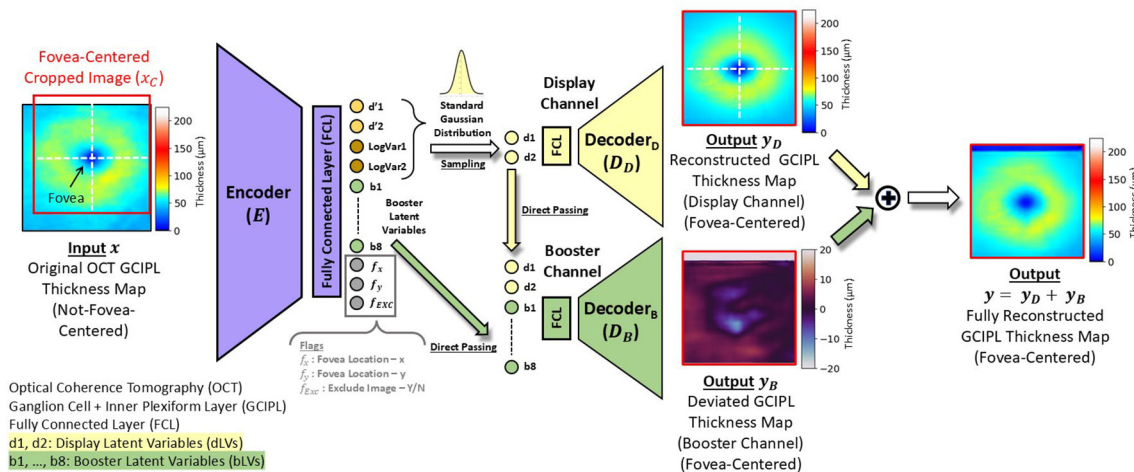 Fovea-Centered
Cropped Image (x_C)
Fovea
200
150
100
50
0
Thickness (μm)
Input x
Original OCT GCIPL
Thickness Map
(Not-Fovea-
Centered)
Encoder
(E)
Fully Connected Layer (FCL)
d'1
d'2
LogVar1
LogVar2
b1
b8
f_x
f_y
f_EXC
Flags
f_x : Fovea Location – x
f_y : Fovea Location – y
f_Exc : Exclude Image – Y/N
Standard
Gaussian
Distribution
Sampling
Booster
Latent
Variables
Direct Passing
Direct Passing
Display
Channel
d1
d2
FCL
Decoder_D
(D_D)
Booster
Channel
d1
d2
b1
b8
FCL
Decoder_B
(D_B)
200
150
100
50
0
Thickness (μm)
Output y_D
Reconstructed GCIPL
Thickness Map
(Display Channel)
(Fovea-Centered)
20
10
0
−10
−20
Thickness (μm)
Output y_B
Deviated GCIPL
Thickness Map
(Booster Channel)
(Fovea-Centered)
200
150
100
50
0
Thickness (μm)
Output
y = y_D + y_B
Fully Reconstructed
GCIPL Thickness Map
(Fovea-Centered)
Optical Coherence Tomography (OCT)
Ganglion Cell + Inner Plexiform Layer (GCIPL)
Fully Connected Layer (FCL)
d1, d2: Display Latent Variables (dLVs)
b1, ..., b8: Booster Latent Variables (bLVs)